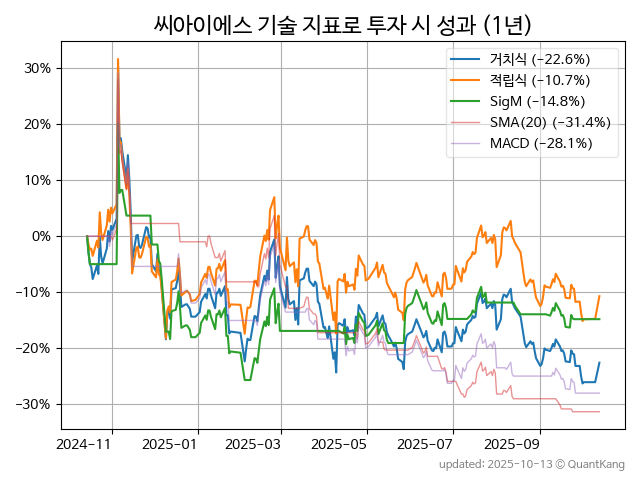 씨아이에스 기술 지표로 투자 시 성과 (1년)
거치식 (−22.6%)
적립식 (−10.7%)
SigM (−14.8%)
SMA(20) (−31.4%)
MACD (−28.1%)
30%
20%
10%
0%
−10%
−20%
−30%
2024−11 2025−01 2025−03 2025−05 2025−07 2025−09
updated: 2025−10−13 © QuantKang